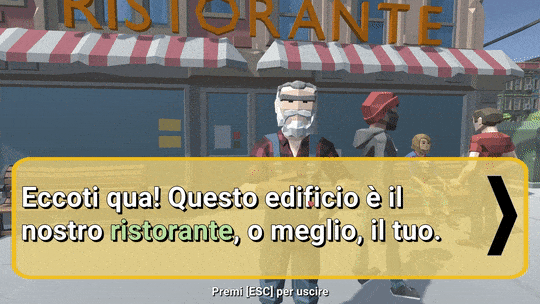 RISTORANTE
Eccoti qua! Questo edificio è il
nostro ristorante, o meglio, il tuo.
Premi [ESC] per uscire